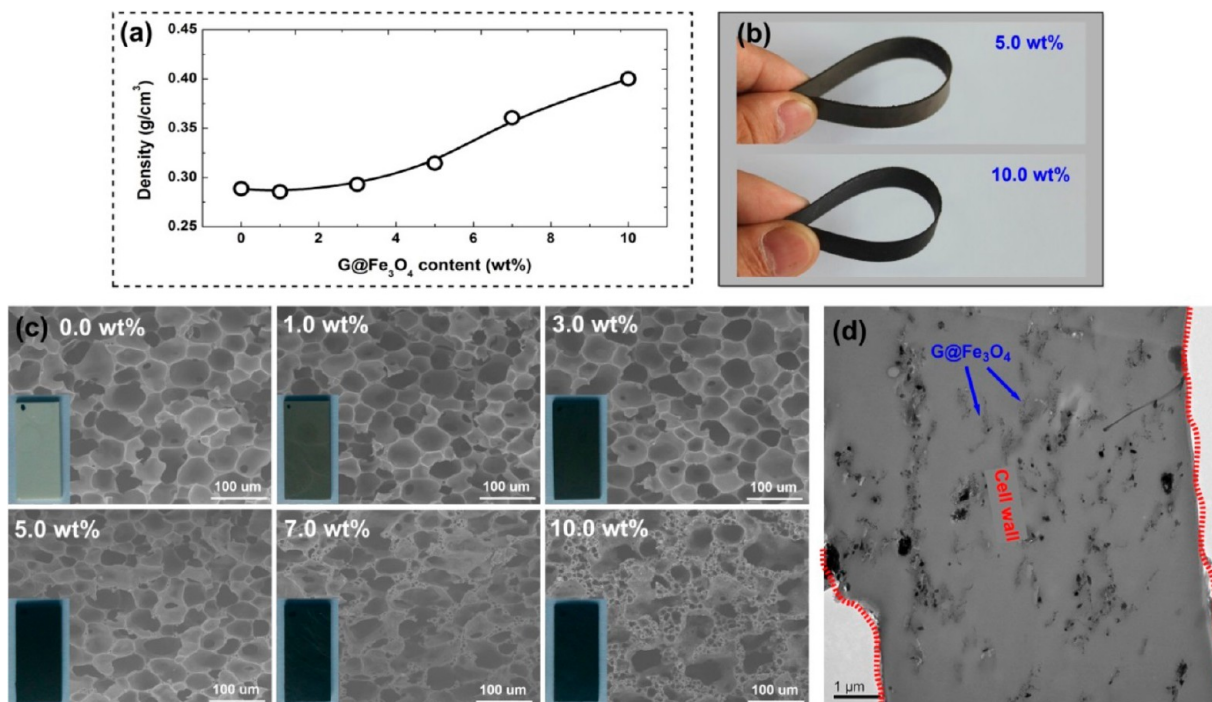 (a)
0.45
0.40
0.35
0.30
0.25
Density (g/cm³)
0 2 4 6 8 10
G@Fe₃O₄ content (wt%)
(b)
5.0 wt%
10.0 wt%
(c)
0.0 wt%
100 um
1.0 wt%
100 um
3.0 wt%
100 um
5.0 wt%
100 um
7.0 wt%
100 um
10.0 wt%
100 um
(d)
G@Fe₃O₄
Cell wall
1 µm